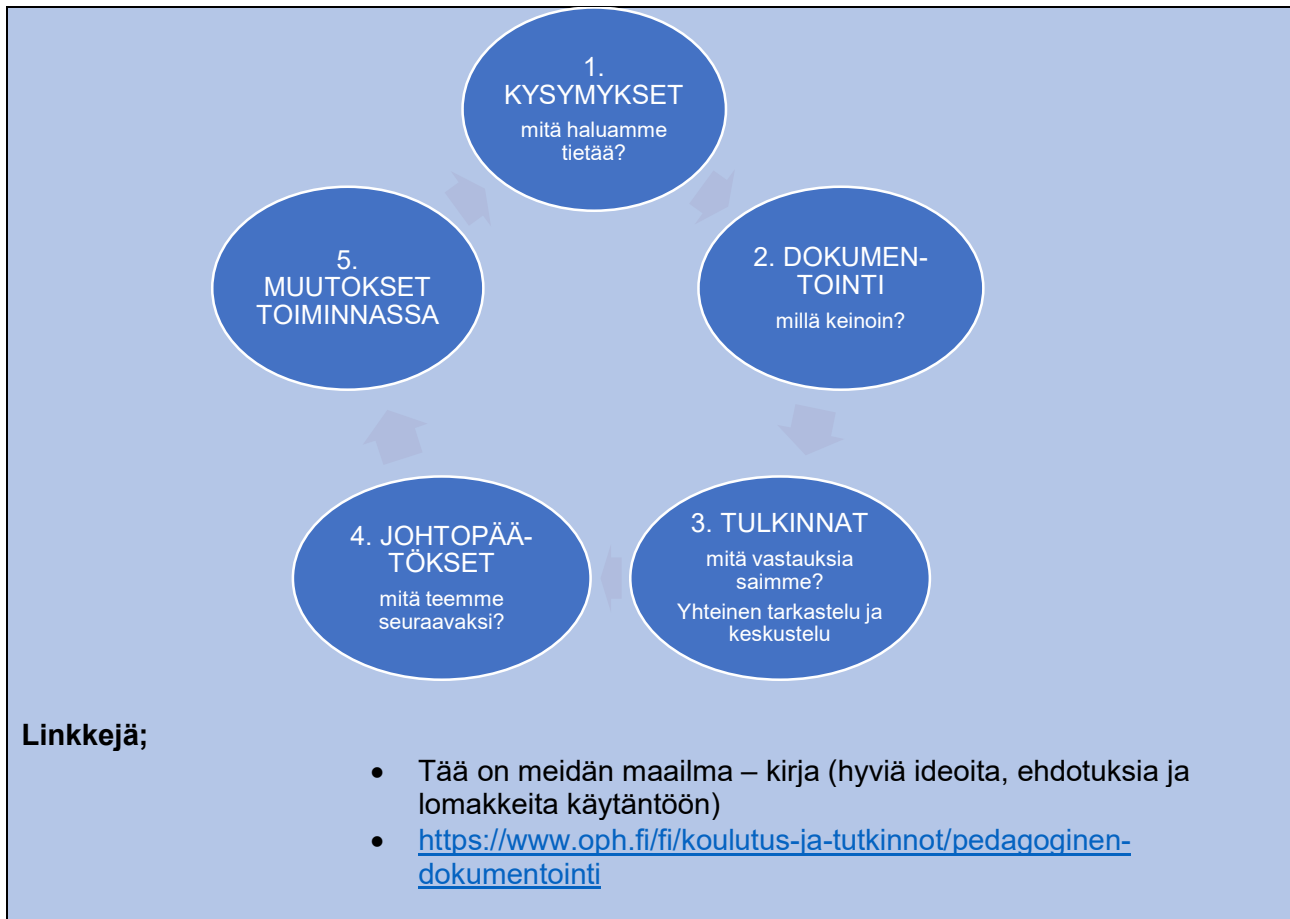 1.
KYSYMYKSET
mitä haluamme
tietää?
2. DOKUMEN-
TOINTI
millä keinoin?
3. TULKINNAT
mitä vastauksia
saimme?
Yhteinen tarkastelu ja
keskustelu
4. JOHTOPÄÄ-
TÖKSET
mitä teemme
seuraavaksi?
5.
MUUTOKSET
TOIMINNASSA
Linkkejä;
• Tää on meidän maailma – kirja (hyviä ideoita, ehdotuksia ja
lomakkeita käytäntöön)
• https://www.oph.fi/fi/koulutus-ja-tutkinnot/pedagoginen-
dokumentointi